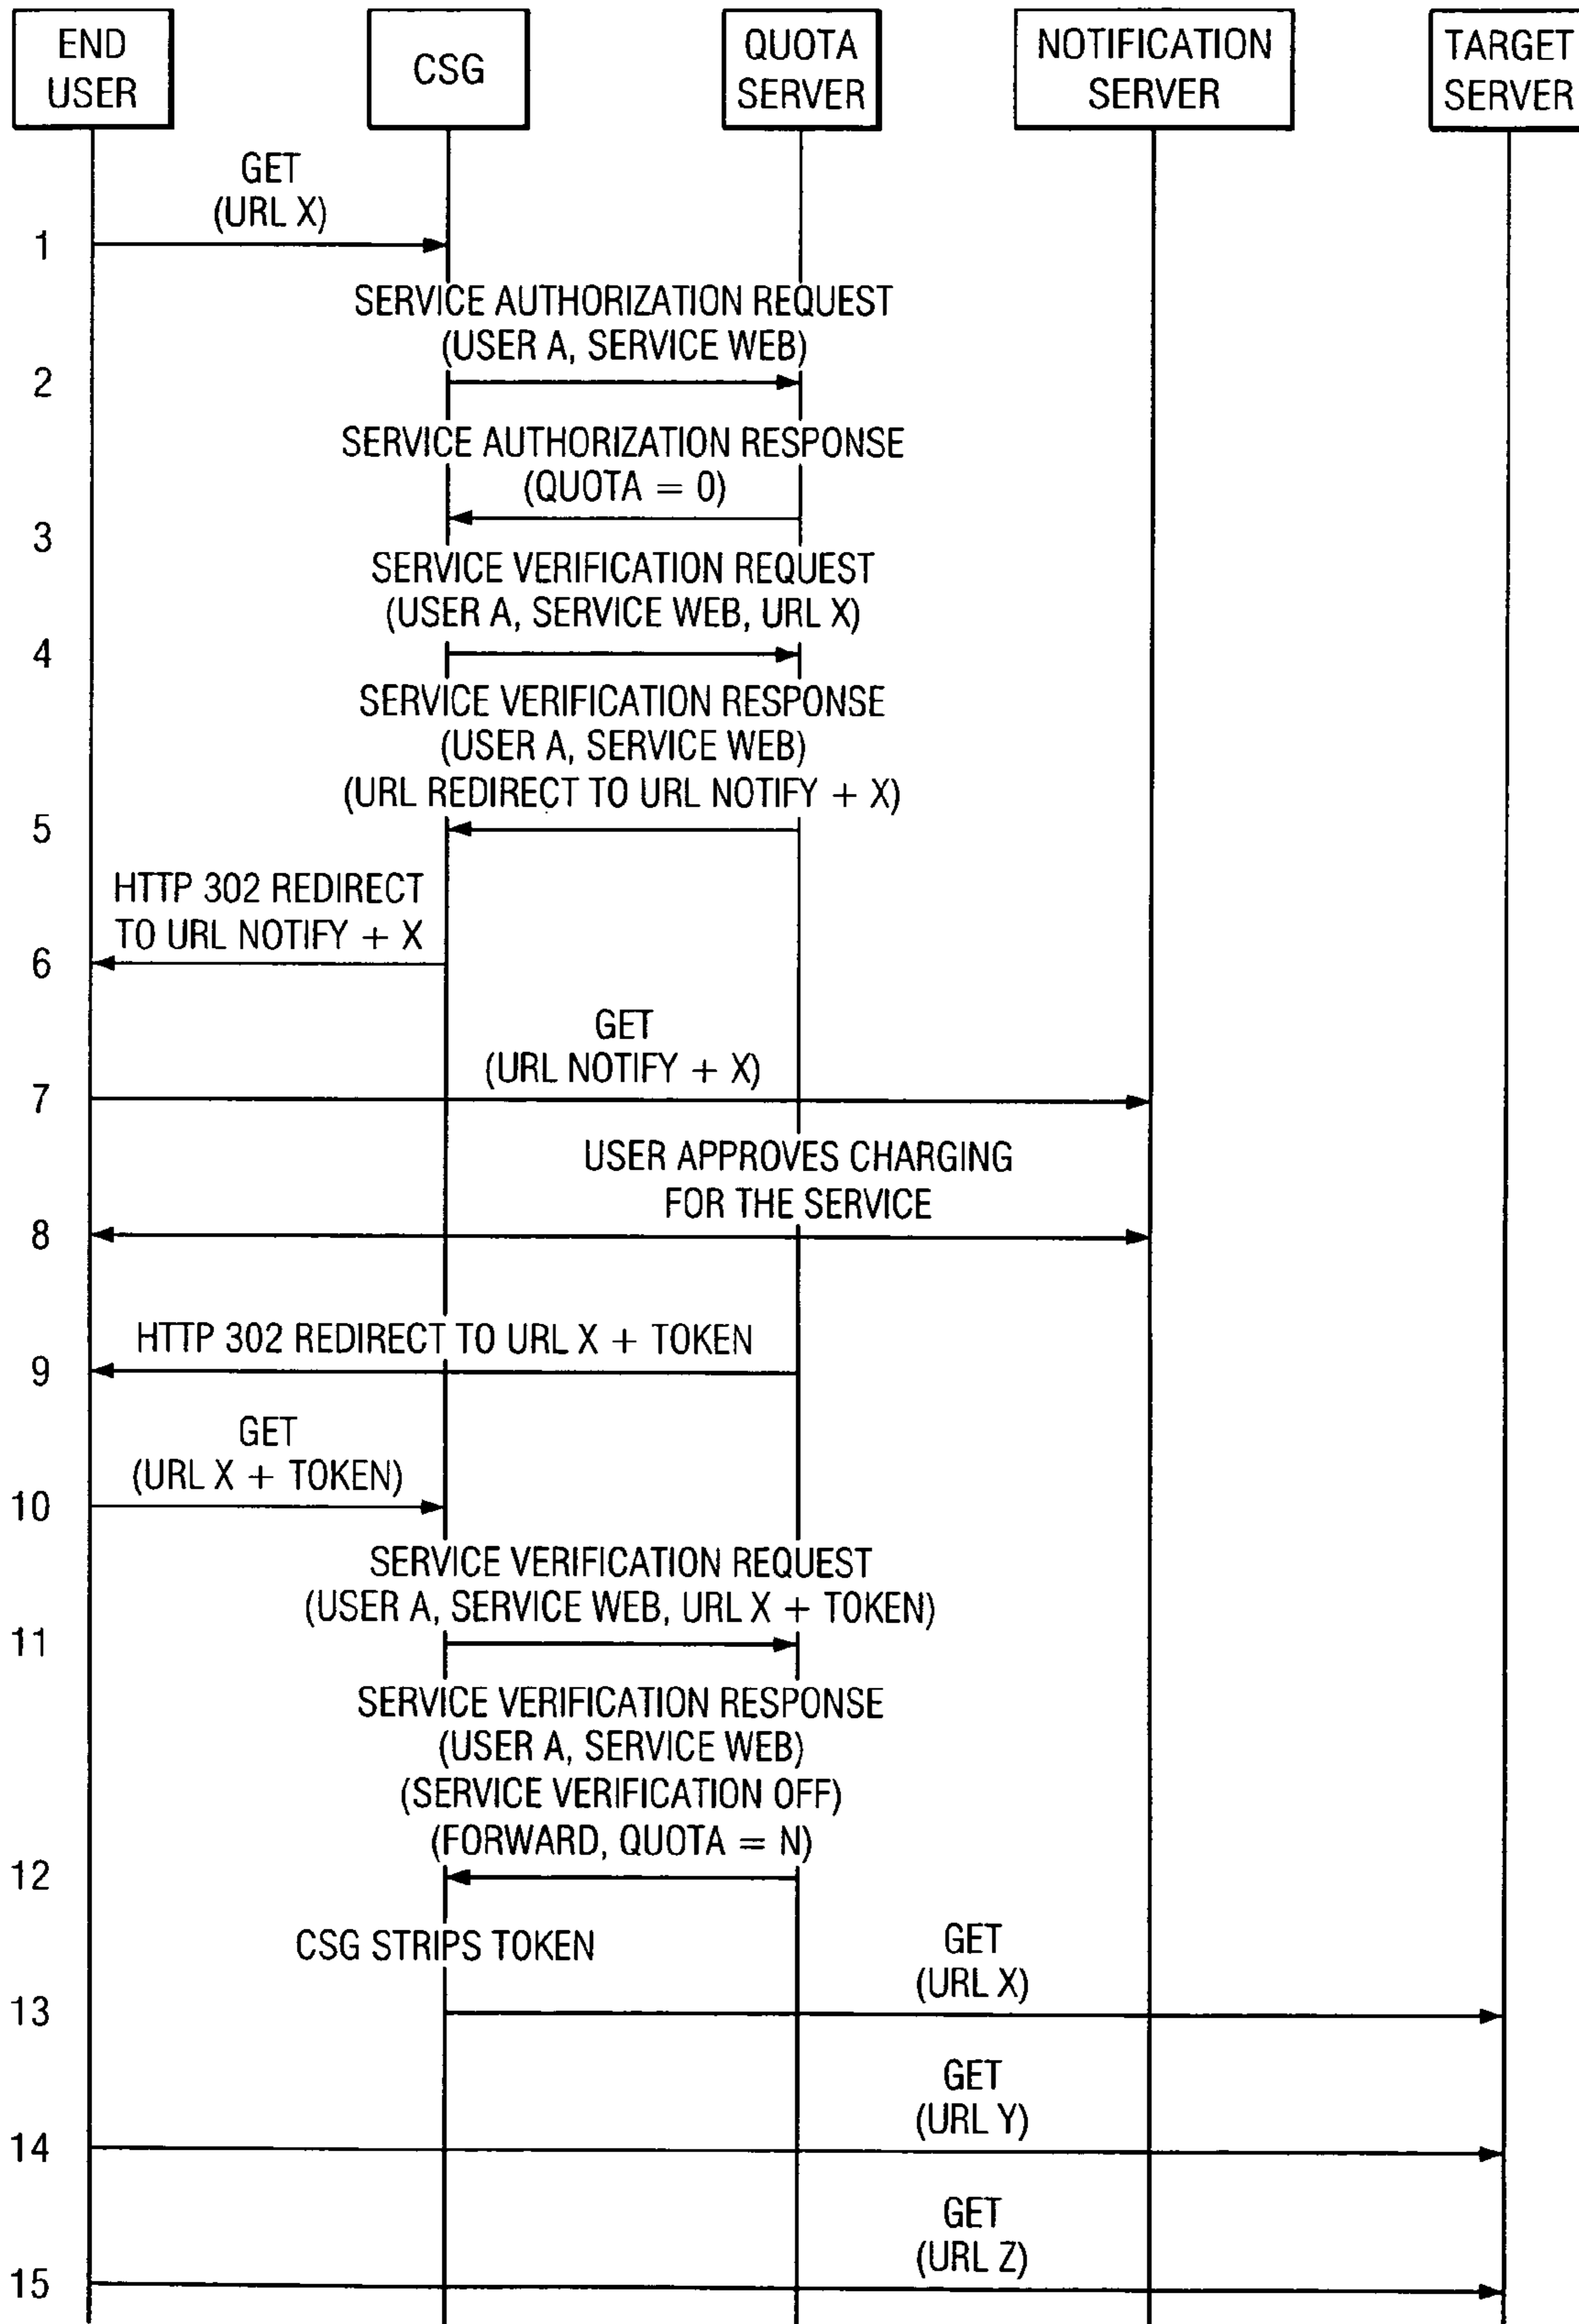 END
USER
CSG
QUOTA
SERVER
NOTIFICATION
SERVER
TARGET
SERVER
GET
(URL X)
1
SERVICE AUTHORIZATION REQUEST
(USER A, SERVICE WEB)
2
SERVICE AUTHORIZATION RESPONSE
(QUOTA = 0)
3
SERVICE VERIFICATION REQUEST
(USER A, SERVICE WEB, URL X)
4
SERVICE VERIFICATION RESPONSE
(USER A, SERVICE WEB)
(URL REDIRECT TO URL NOTIFY + X)
5
HTTP 302 REDIRECT
TO URL NOTIFY + X
6
GET
(URL NOTIFY + X)
7
USER APPROVES CHARGING
FOR THE SERVICE
8
HTTP 302 REDIRECT TO URL X + TOKEN
9
GET
(URL X + TOKEN)
10
SERVICE VERIFICATION REQUEST
(USER A, SERVICE WEB, URL X + TOKEN)
11
SERVICE VERIFICATION RESPONSE
(USER A, SERVICE WEB)
(SERVICE VERIFICATION OFF)
(FORWARD, QUOTA = N)
12
CSG STRIPS TOKEN
GET
(URL X)
13
GET
(URL Y)
14
GET
(URL Z)
15